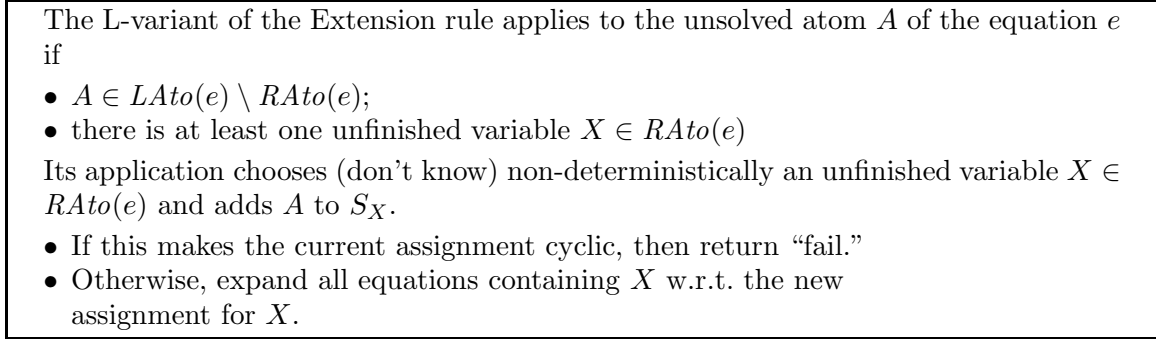 The L-variant of the Extension rule applies to the unsolved atom A of the equation e
if
• A ∈ LAto(e) \ RAto(e);
• there is at least one unfinished variable X ∈ RAto(e)
Its application chooses (don't know) non-deterministically an unfinished variable X ∈
RAto(e) and adds A to S_X.
• If this makes the current assignment cyclic, then return “fail.”
• Otherwise, expand all equations containing X w.r.t. the new
assignment for X.